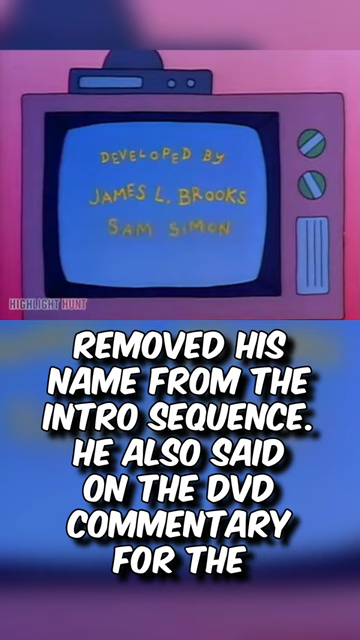 DEVELOPED BY
JAMES L. BROOKS
SAM SIMON
HIGHLIGHT HUNT
REMOVED HIS
NAME FROM THE
INTRO SEQUENCE.
HE ALSO SAID
ON THE DVD
COMMENTARY
FOR THE